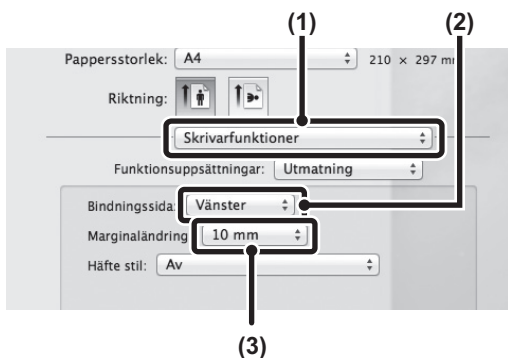 (1) (2)
Pappersstorlek: A4 210 × 297 mm
Riktning:
Skrivarfunktioner
Funktionsuppsättningar: Utmatning
Bindningssida: Vänster
Marginaländring 10 mm
Häfte stil: Av
(3)